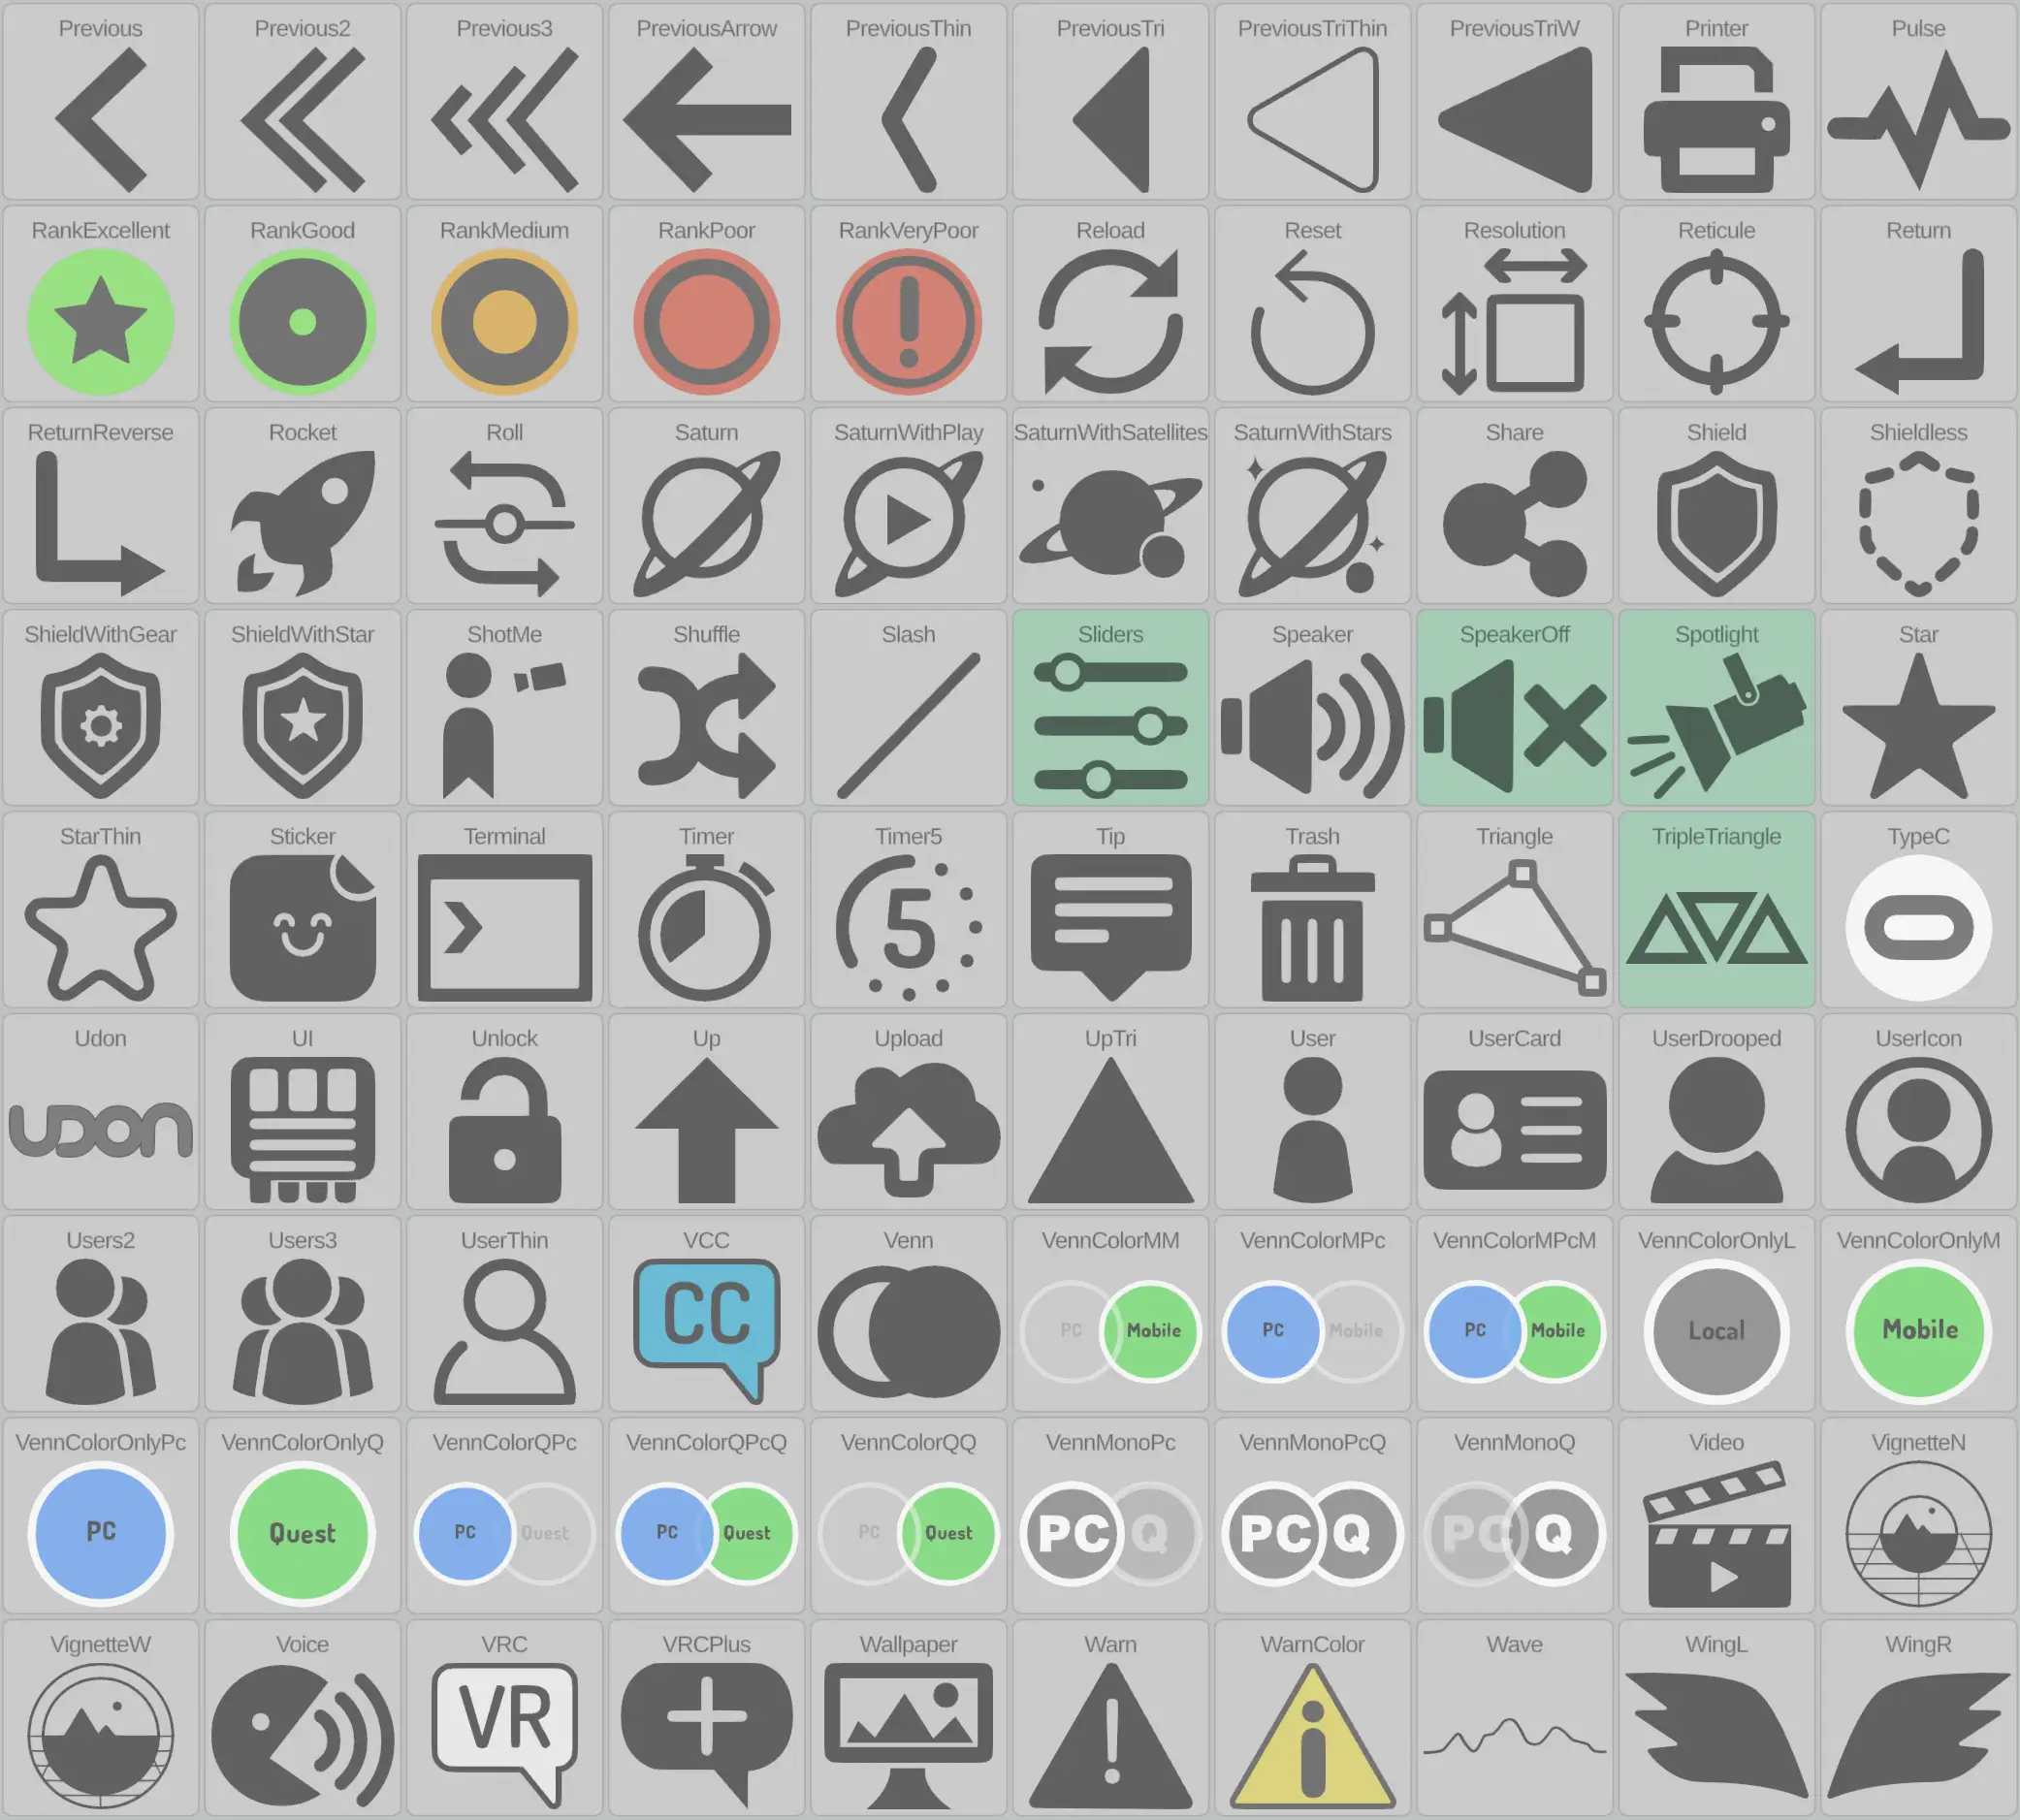 Previous Previous2 Previous3 PreviousArrow PreviousThin PreviousTri PreviousTriThin PreviousTriW Printer Pulse
RankExcellent RankGood RankMedium RankPoor RankVeryPoor Reload Reset Resolution Reticule Return
ReturnReverse Rocket Roll Saturn SaturnWithPlay SaturnWithSatellites SaturnWithStars Share Shield Shieldless
ShieldWithGear ShieldWithStar ShotMe Shuffle Slash Sliders Speaker SpeakerOff Spotlight Star
StarThin Sticker Terminal Timer Timer5 Tip Trash Triangle TripleTriangle TypeC
5
Udon UI Unlock Up Upload UpTri User UserCard UserDrooped UserIcon
UDON
Users2 Users3 UserThin VCC Venn VennColorMM VennColorMPc VennColorMPcM VennColorOnlyL VennColorOnlyM
CC PC Mobile PC Mobile PC Mobile Local Mobile
VennColorOnlyPc VennColorOnlyQ VennColorQPc VennColorQPcQ VennColorQQ VennMonoPc VennMonoPcQ VennMonoQ Video VignetteN
PC Quest PC Quest PC Quest PC Quest PC Q PC Q PC Q
VignetteW Voice VRC VRCPlus Wallpaper Warn WarnColor Wave WingL WingR
VR